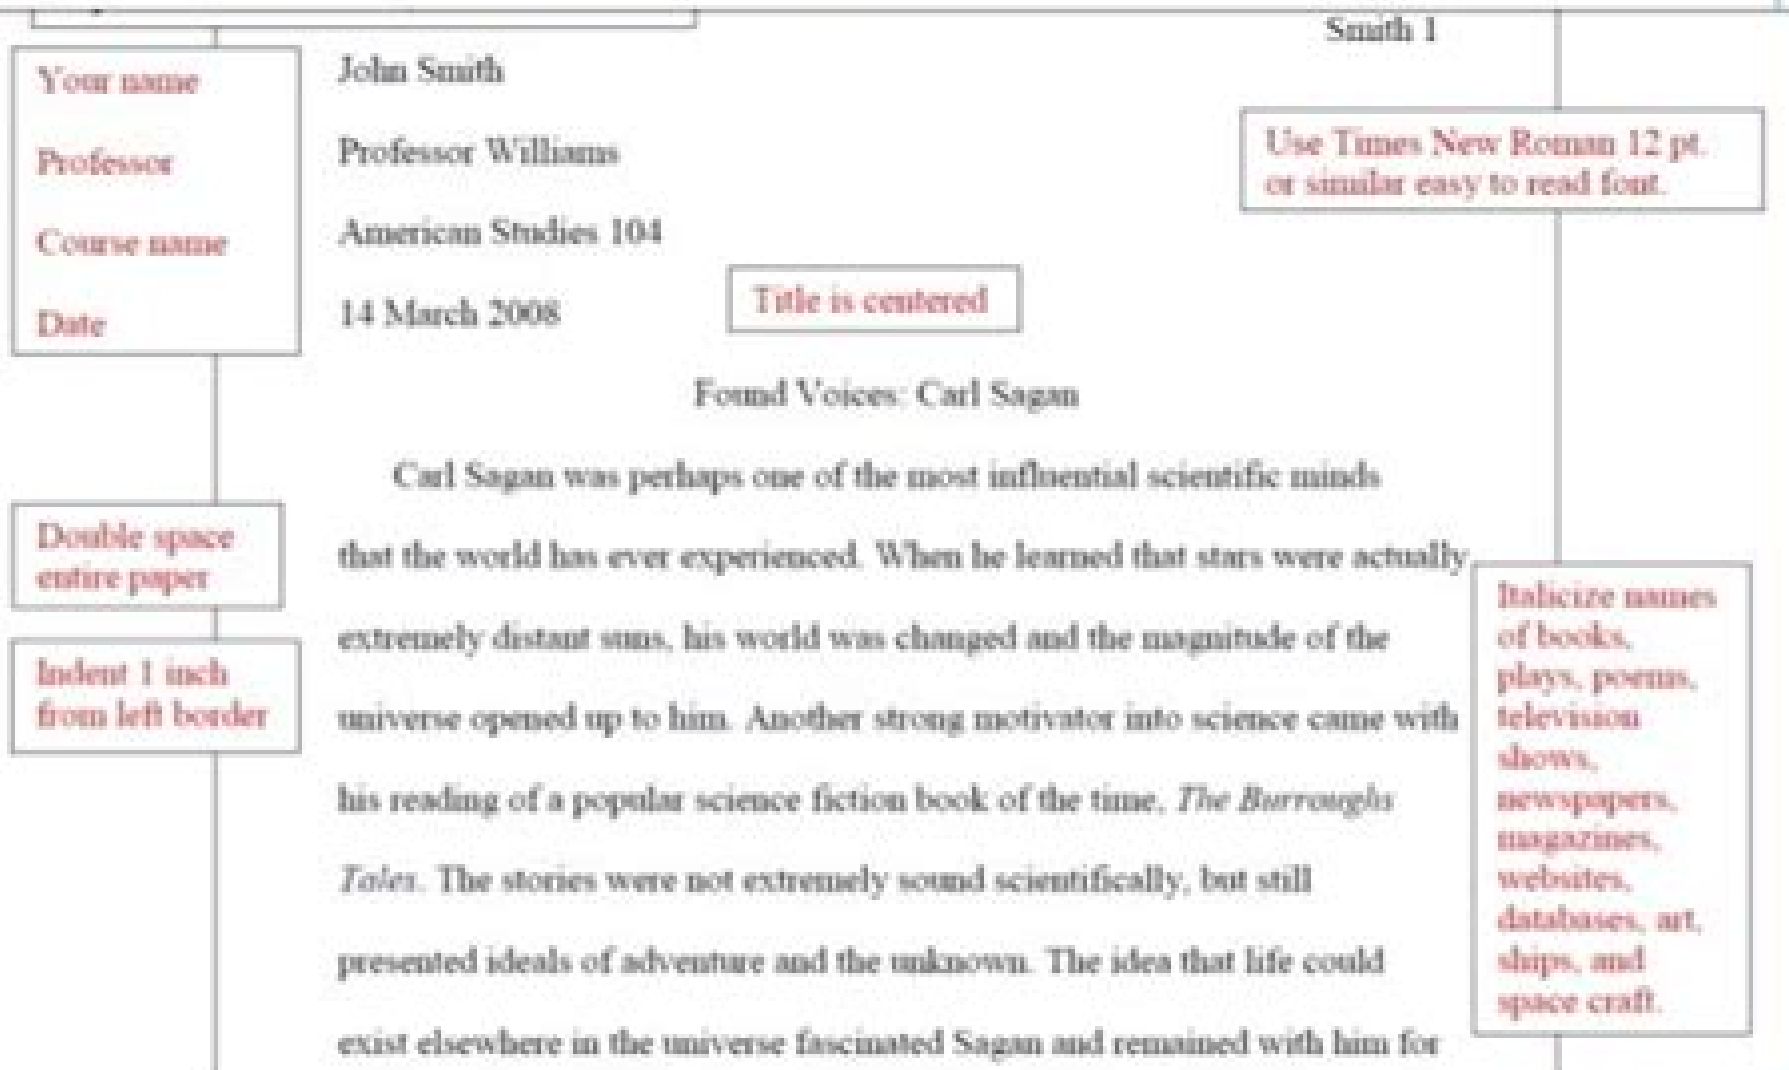 Smith 1
Your name
Professor
Course name
Date
John Smith
Professor Williams
American Studies 104
14 March 2008
Use Times New Roman 12 pt.
or similar easy to read font.
Title is centered
Found Voices: Carl Sagan
Carl Sagan was perhaps one of the most influential scientific minds
that the world has ever experienced. When he learned that stars were actually
extremely distant suns, his world was changed and the magnitude of the
universe opened up to him. Another strong motivator into science came with
his reading of a popular science fiction book of the time, The Burroughs
Tales. The stories were not extremely sound scientifically, but still
presented ideals of adventure and the unknown. The idea that life could
exist elsewhere in the universe fascinated Sagan and remained with him for
Double space
entire paper
Indent 1 inch
from left border
Italicize names
of books,
plays, poems,
television
shows,
newspapers,
magazines,
websites,
databases, art,
ships, and
space craft.